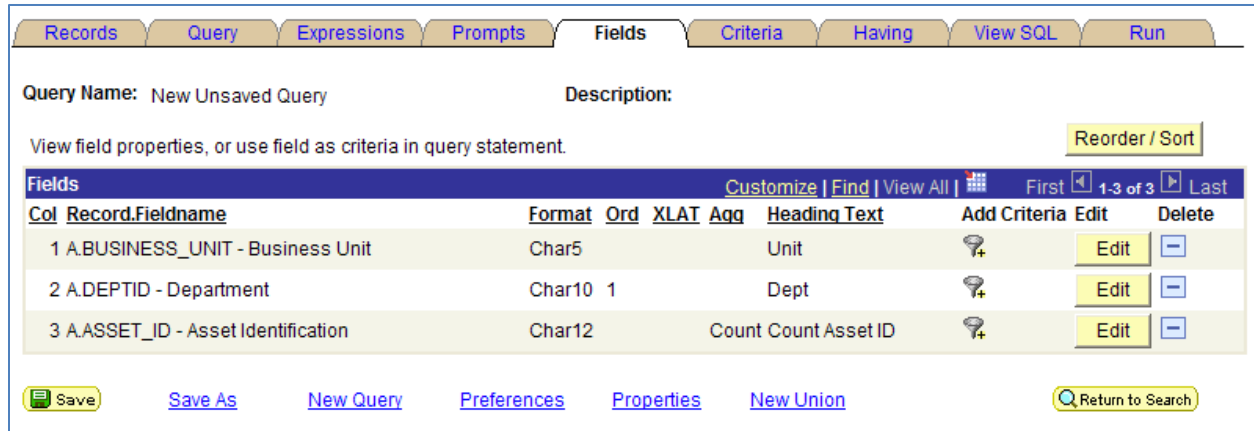 Records Query Expressions Prompts Fields Criteria Having View SQL Run
Query Name: New Unsaved Query Description:
View field properties, or use field as criteria in query statement. Reorder / Sort
Fields Customize | Find | View All | First 1-3 of 3 Last
Col Record.Fieldname Format Ord XLAT Agg Heading Text Add Criteria Edit Delete
1 A.BUSINESS_UNIT - Business Unit Char5 Unit Edit
2 A.DEPTID - Department Char10 1 Dept Edit
3 A.ASSET_ID - Asset Identification Char12 Count Count Asset ID Edit
Save Save As New Query Preferences Properties New Union Return to Search